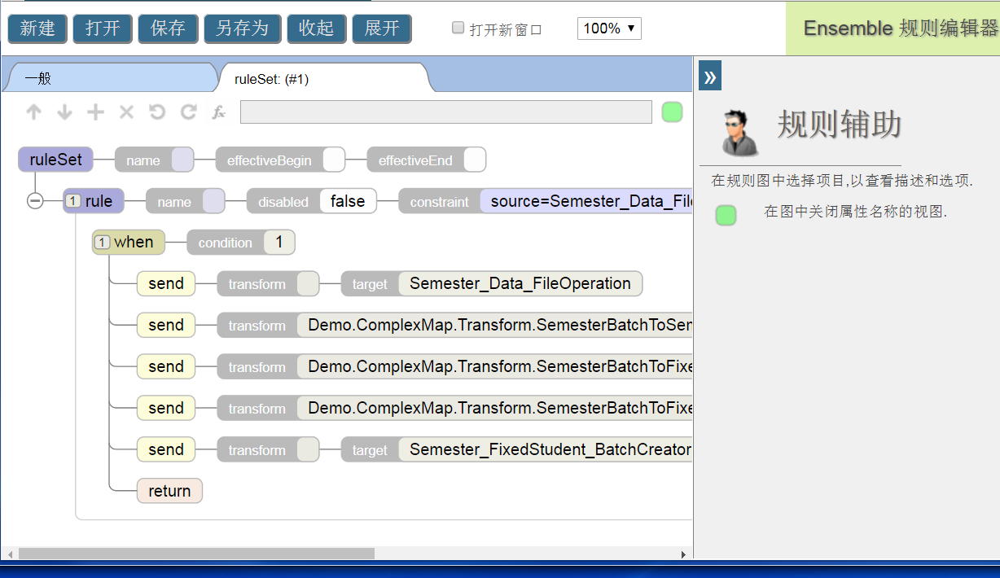 新建 打开 保存 另存为 收起 展开 打开新窗口 100% ▼ Ensemble 规则编辑器
一般 ruleSet: (#1)
fx
ruleSet name effectiveBegin effectiveEnd
1 rule name disabled false constraint source=Semester_Data_File
1 when condition 1
send transform target Semester_Data_FileOperation
send transform Demo.ComplexMap.Transform.SemesterBatchToSem
send transform Demo.ComplexMap.Transform.SemesterBatchToFixe
send transform Demo.ComplexMap.Transform.SemesterBatchToFixe
send transform target Semester_FixedStudent_BatchCreator
return
»
规则辅助
在规则图中选择项目,以查看描述和选项.
在图中关闭属性名称的视图.